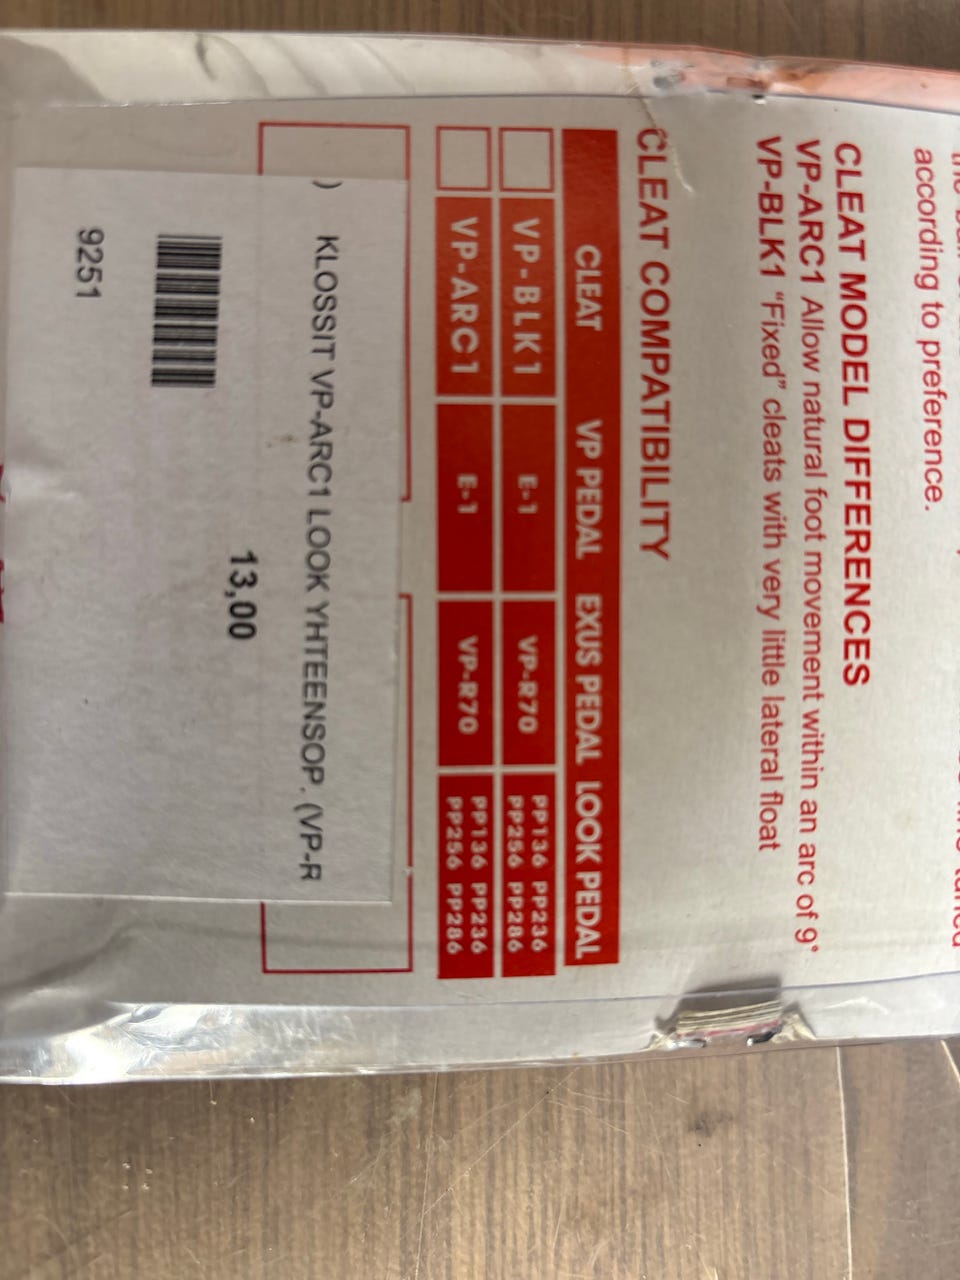 according to preference.
CLEAT MODEL DIFFERENCES
VP-ARC1 Allow natural foot movement within an arc of 9°
VP-BLK1 "Fixed" cleats with very little lateral float
CLEAT COMPATIBILITY
CLEAT VP PEDAL EXUS PEDAL LOOK PEDAL
VP-BLK1 E-1 VP-R70 PP136 PP236
PP256 PP286
VP-ARC1 E-1 VP-R70 PP136 PP236
PP256 PP286
) KLOSSIT VP-ARC1 LOOK YHTEENSOP. (VP-R
13,00
9251